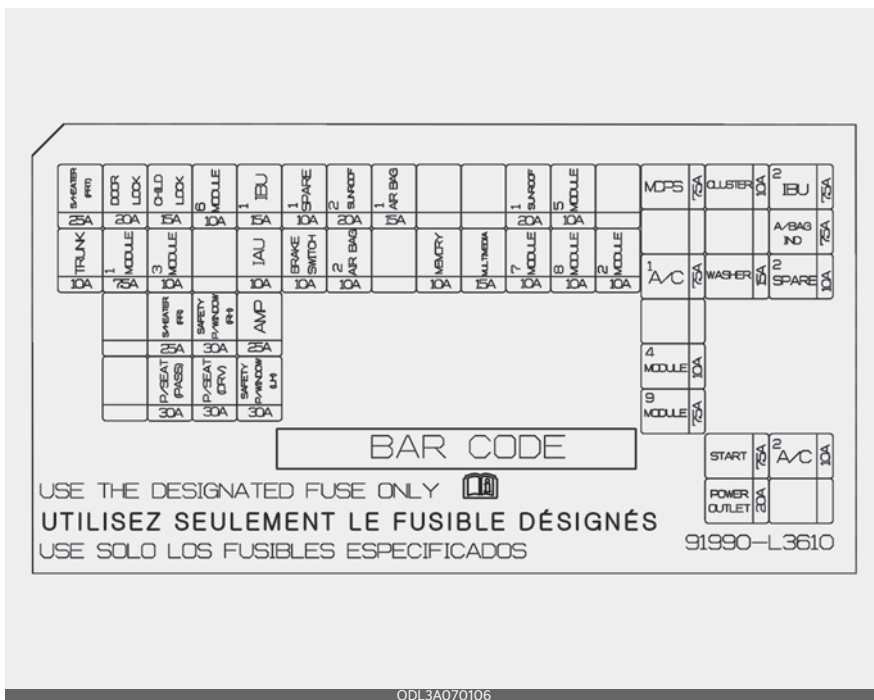 S/HEATER (FRT) 25A
DOOR LOCK 20A
CHILD LOCK 15A
6 MODULE 10A
1 IBU 15A
1 SPARE 10A
2 SUNROOF 20A
1 AIR BAG 15A
1 SUNROOF 20A
5 MODULE 10A
MDPS 7.5A
CLUSTER 10A
2 IBU 7.5A
A/BAG IND 7.5A
TRUNK 10A
1 MODULE 7.5A
3 MODULE 10A
IAU 10A
BRAKE SWITCH 10A
2 AIR BAG 10A
MEMORY 10A
MULTIMEDIA 15A
7 MODULE 10A
8 MODULE 10A
2 MODULE 10A
1 A/C 7.5A
WASHER 15A
2 SPARE 10A
S/HEATER (RR) 25A
SAFETY P/WINDOW (RH) 30A
AMP 25A
P/SEAT (PASS) 30A
P/SEAT (DRV) 30A
SAFETY P/WINDOW (LH) 30A
4 MODULE 10A
9 MODULE 7.5A
START 7.5A
2 A/C 10A
POWER OUTLET 20A
BAR CODE
USE THE DESIGNATED FUSE ONLY
UTILISEZ SEULEMENT LE FUSIBLE DÉSIGNÉS
USE SOLO LOS FUSIBLES ESPECIFICADOS
91990-L3610
ODL3A070106